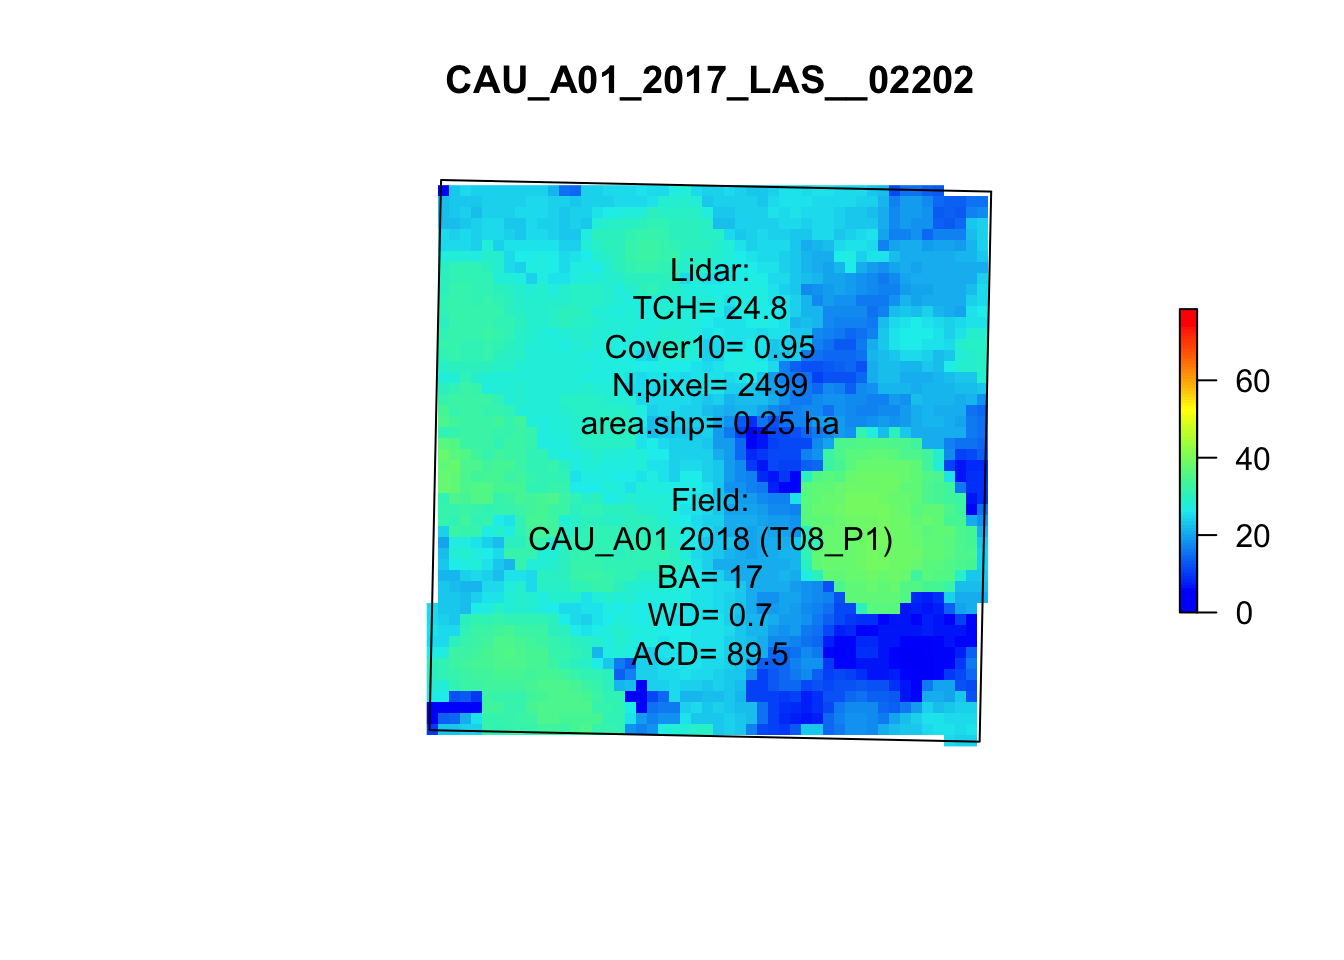 CAU_A01_2017_LAS__02202
Lidar:
TCH= 24.8
Cover10= 0.95
N.pixel= 2499
area.shp= 0.25 ha
Field:
CAU_A01 2018 (T08_P1)
BA= 17
WD= 0.7
ACD= 89.5
60
40
20
0